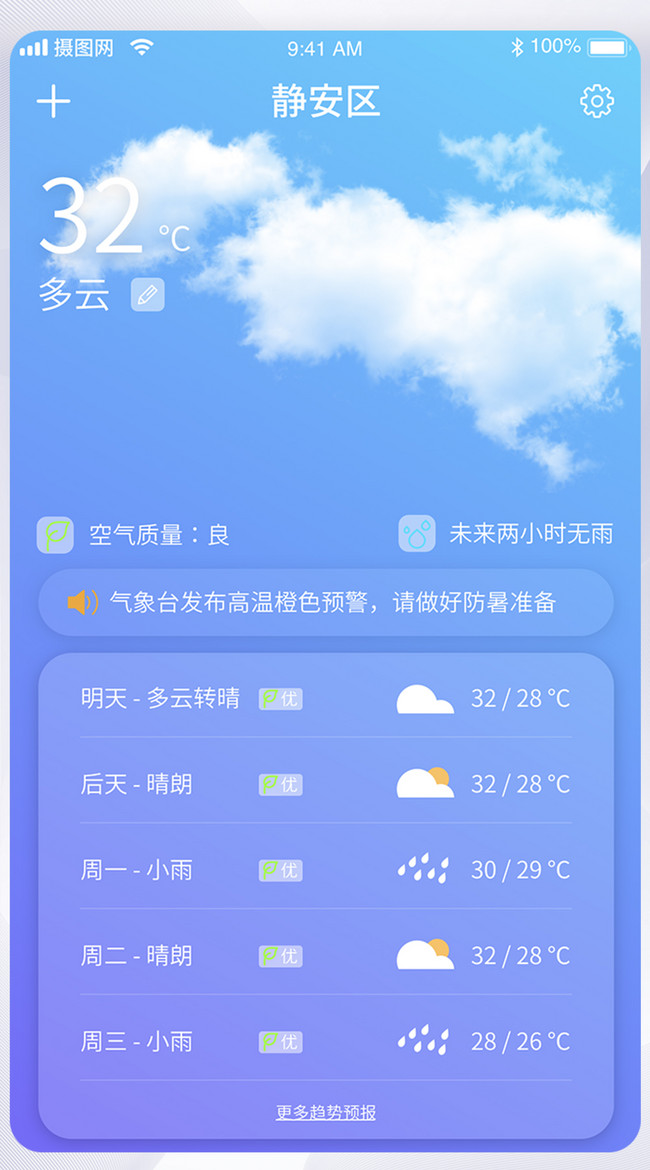 摄图网 9:41 AM 100%
静安区
32 ℃
多云
空气质量：良 未来两小时无雨
气象台发布高温橙色预警，请做好防暑准备
明天 - 多云转晴 优 32 / 28 ℃
后天 - 晴朗 优 32 / 28 ℃
周一 - 小雨 优 30 / 29 ℃
周二 - 晴朗 优 32 / 28 ℃
周三 - 小雨 优 28 / 26 ℃
更多趋势预报